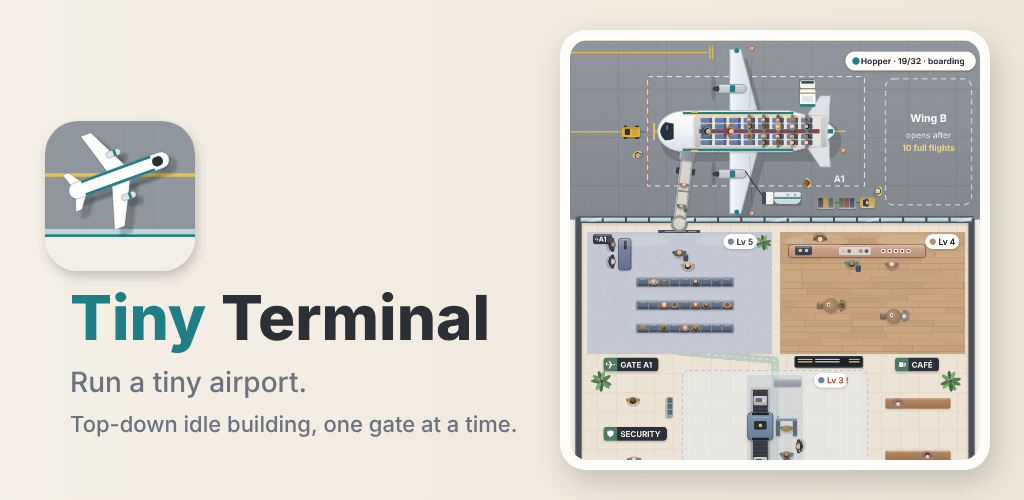 Tiny Terminal
Run a tiny airport.
Top-down idle building, one gate at a time.
Hopper · 19/32 · boarding
Wing B
opens after
10 full flights
A1
A1
Lv 5
Lv 4
GATE A1
CAFÉ
Lv 3 !
SECURITY